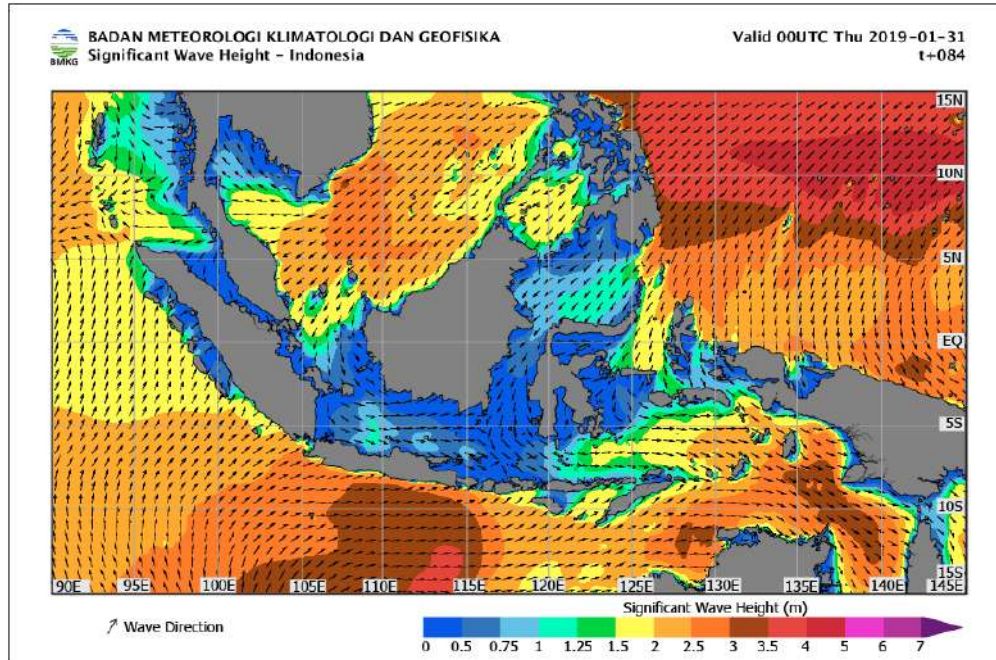 BADAN METEOROLOGI KLIMATOLOGI DAN GEOFISIKA
Significant Wave Height - Indonesia
BMKG
Valid 00UTC Thu 2019-01-31
t+084
15N
10N
5N
EQ
5S
10S
15S
90E 95E 100E 105E 110E 115E 120E 125E 130E 135E 140E 145E
Wave Direction
Significant Wave Height (m)
0 0.5 0.75 1 1.25 1.5 2 2.5 3 3.5 4 5 6 7